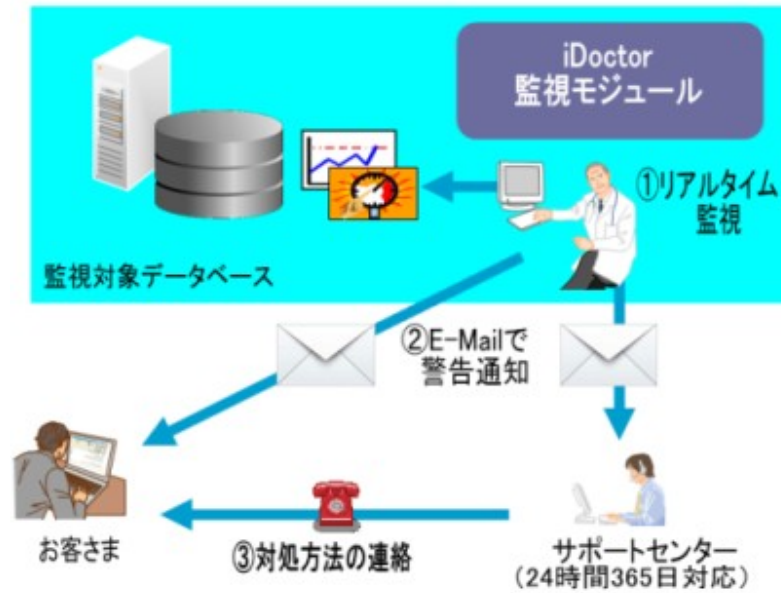 iDoctor
監視モジュール
①リアルタイム
監視
監視対象データベース
②E-Mailで
警告通知
お客さま
③対処方法の連絡
サポートセンター
(24時間365日対応)